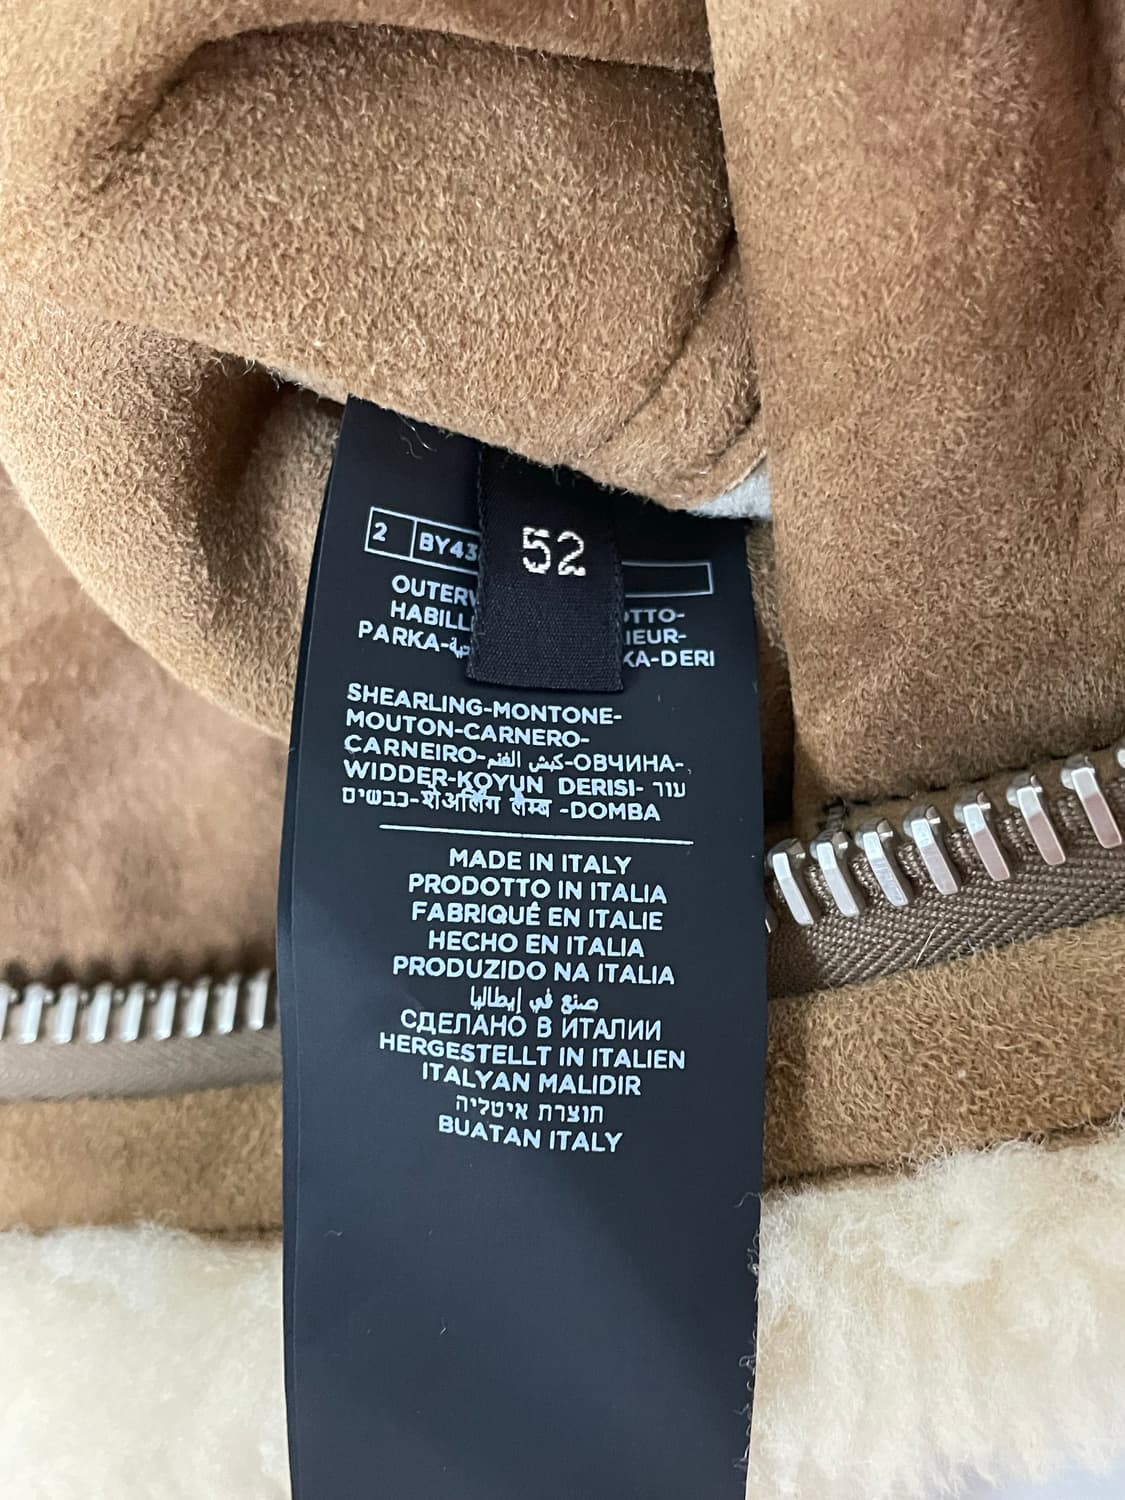 52
2 BY43
SHEARLING-MONTONE-
MOUTON-CARNERO-
CARNEIRO-كبش الغنم-ОВЧИНА-
WIDDER-KOYUN DERISI- עור
כבשים-शेअर्लिंग लैम्ब -DOMBA
MADE IN ITALY
PRODOTTO IN ITALIA
FABRIQUÉ EN ITALIE
HECHO EN ITALIA
PRODUZIDO NA ITALIA
صنع في إيطاليا
СДЕЛАНО В ИТАЛИИ
HERGESTELLT IN ITALIEN
ITALYAN MALIDIR
תוצרת איטליה
BUATAN ITALY